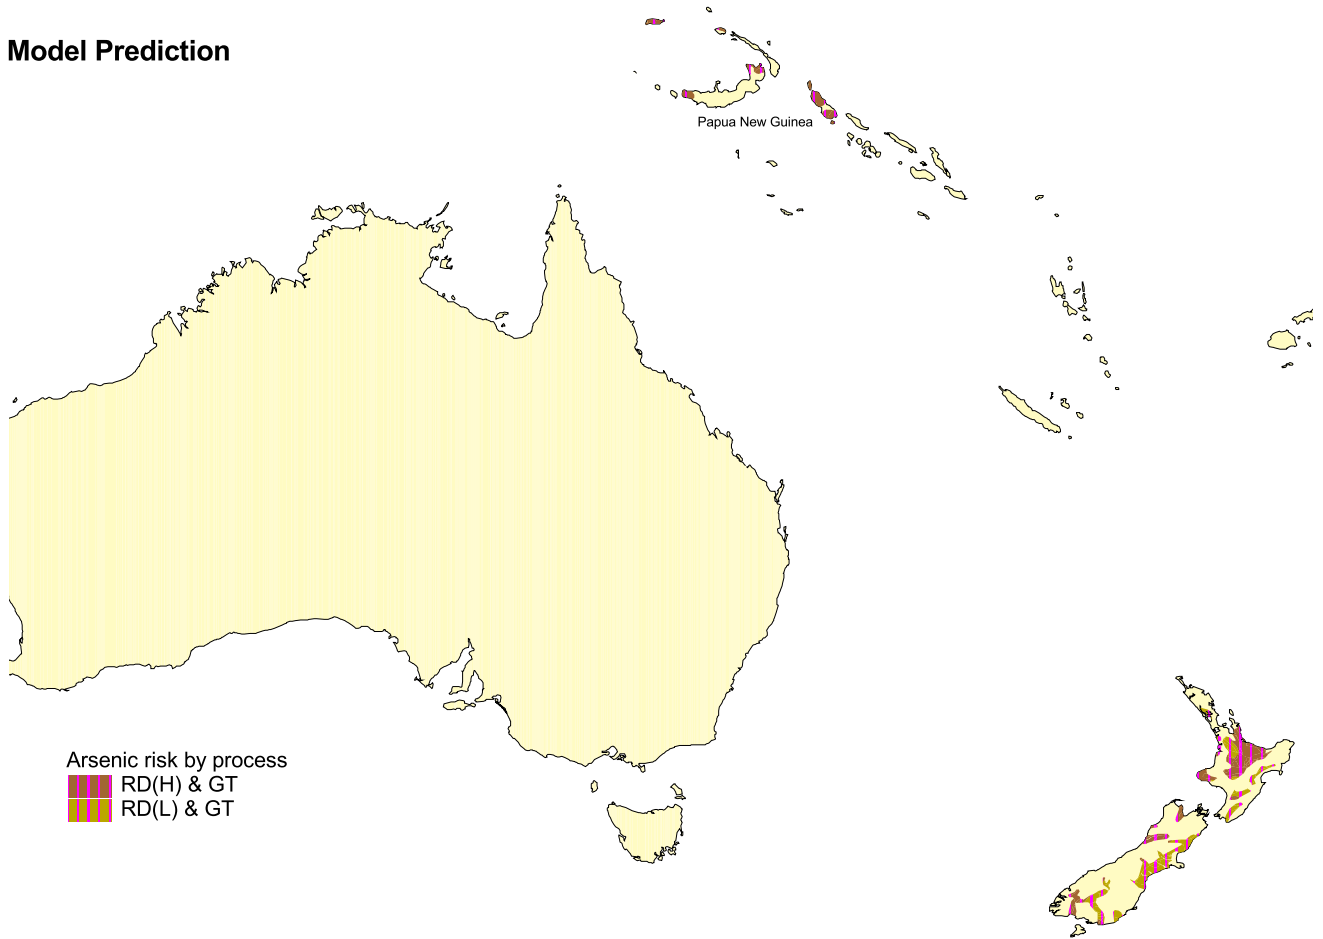 Model Prediction
Papua New Guinea
Arsenic risk by process
RD(H) & GT
RD(L) & GT